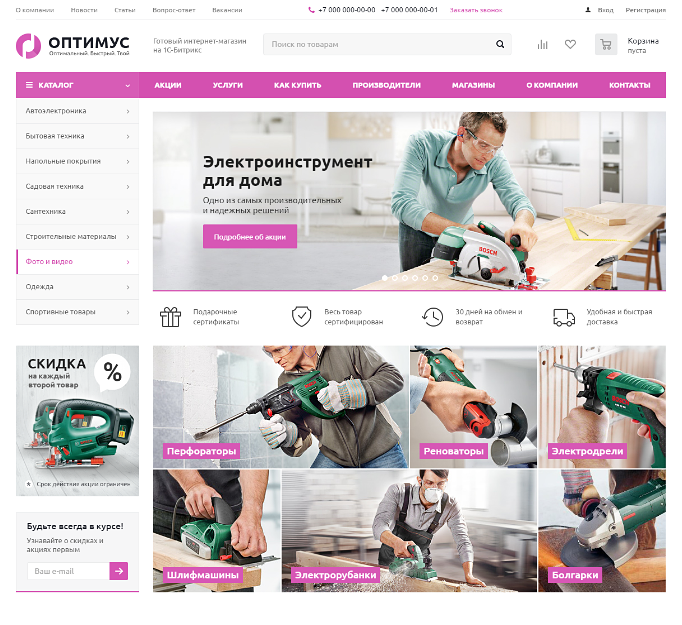 О компании Новости Статьи Вопрос-ответ Вакансии +7 000 000-00-00 +7 000 000-00-01 Заказать звонок Вход Регистрация
ОПТИМУС
Оптимальный. Быстрый. Твой
Готовый интернет-магазин
на 1С-Битрикс
Поиск по товарам
Корзина
пуста
КАТАЛОГ АКЦИИ УСЛУГИ КАК КУПИТЬ ПРОИЗВОДИТЕЛИ МАГАЗИНЫ О КОМПАНИИ КОНТАКТЫ
Автоэлектроника
Бытовая техника
Напольные покрытия
Садовая техника
Сантехника
Строительные материалы
Фото и видео
Одежда
Спортивные товары
Электроинструмент
для дома
Одно из самых производительных
и надежных решений
Подробнее об акции
BOSCH
Подарочные
сертификаты
Весь товар
сертифицирован
30 дней на обмен и
возврат
Удобная и быстрая
доставка
СКИДКА
на каждый
второй товар
%
* Срок действия акции ограничен
Перфораторы
Реноваторы
Электродрели
Шлифмашины
Электрорубанки
Болгарки
Будьте всегда в курсе!
Узнавайте о скидках и
акциях первым
Ваш e-mail